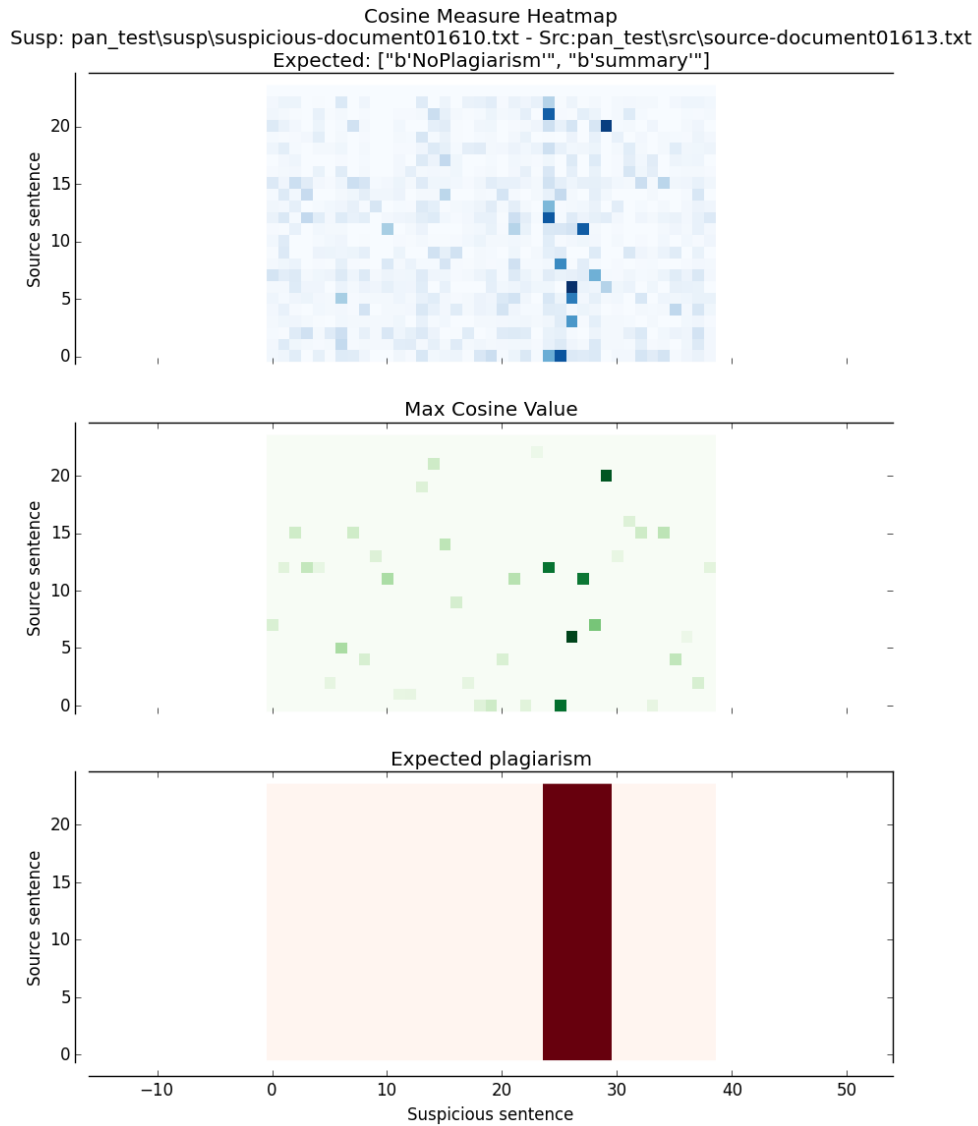 Cosine Measure Heatmap
Susp: pan_test\susp\suspicious-document01610.txt - Src:pan_test\src\source-document01613.txt
Expected: ["b'NoPlagiarism'", "b'summary'"]
20
15
10
5
0
Source sentence
Max Cosine Value
20
15
10
5
0
Source sentence
Expected plagiarism
20
15
10
5
0
Source sentence
−10 0 10 20 30 40 50
Suspicious sentence